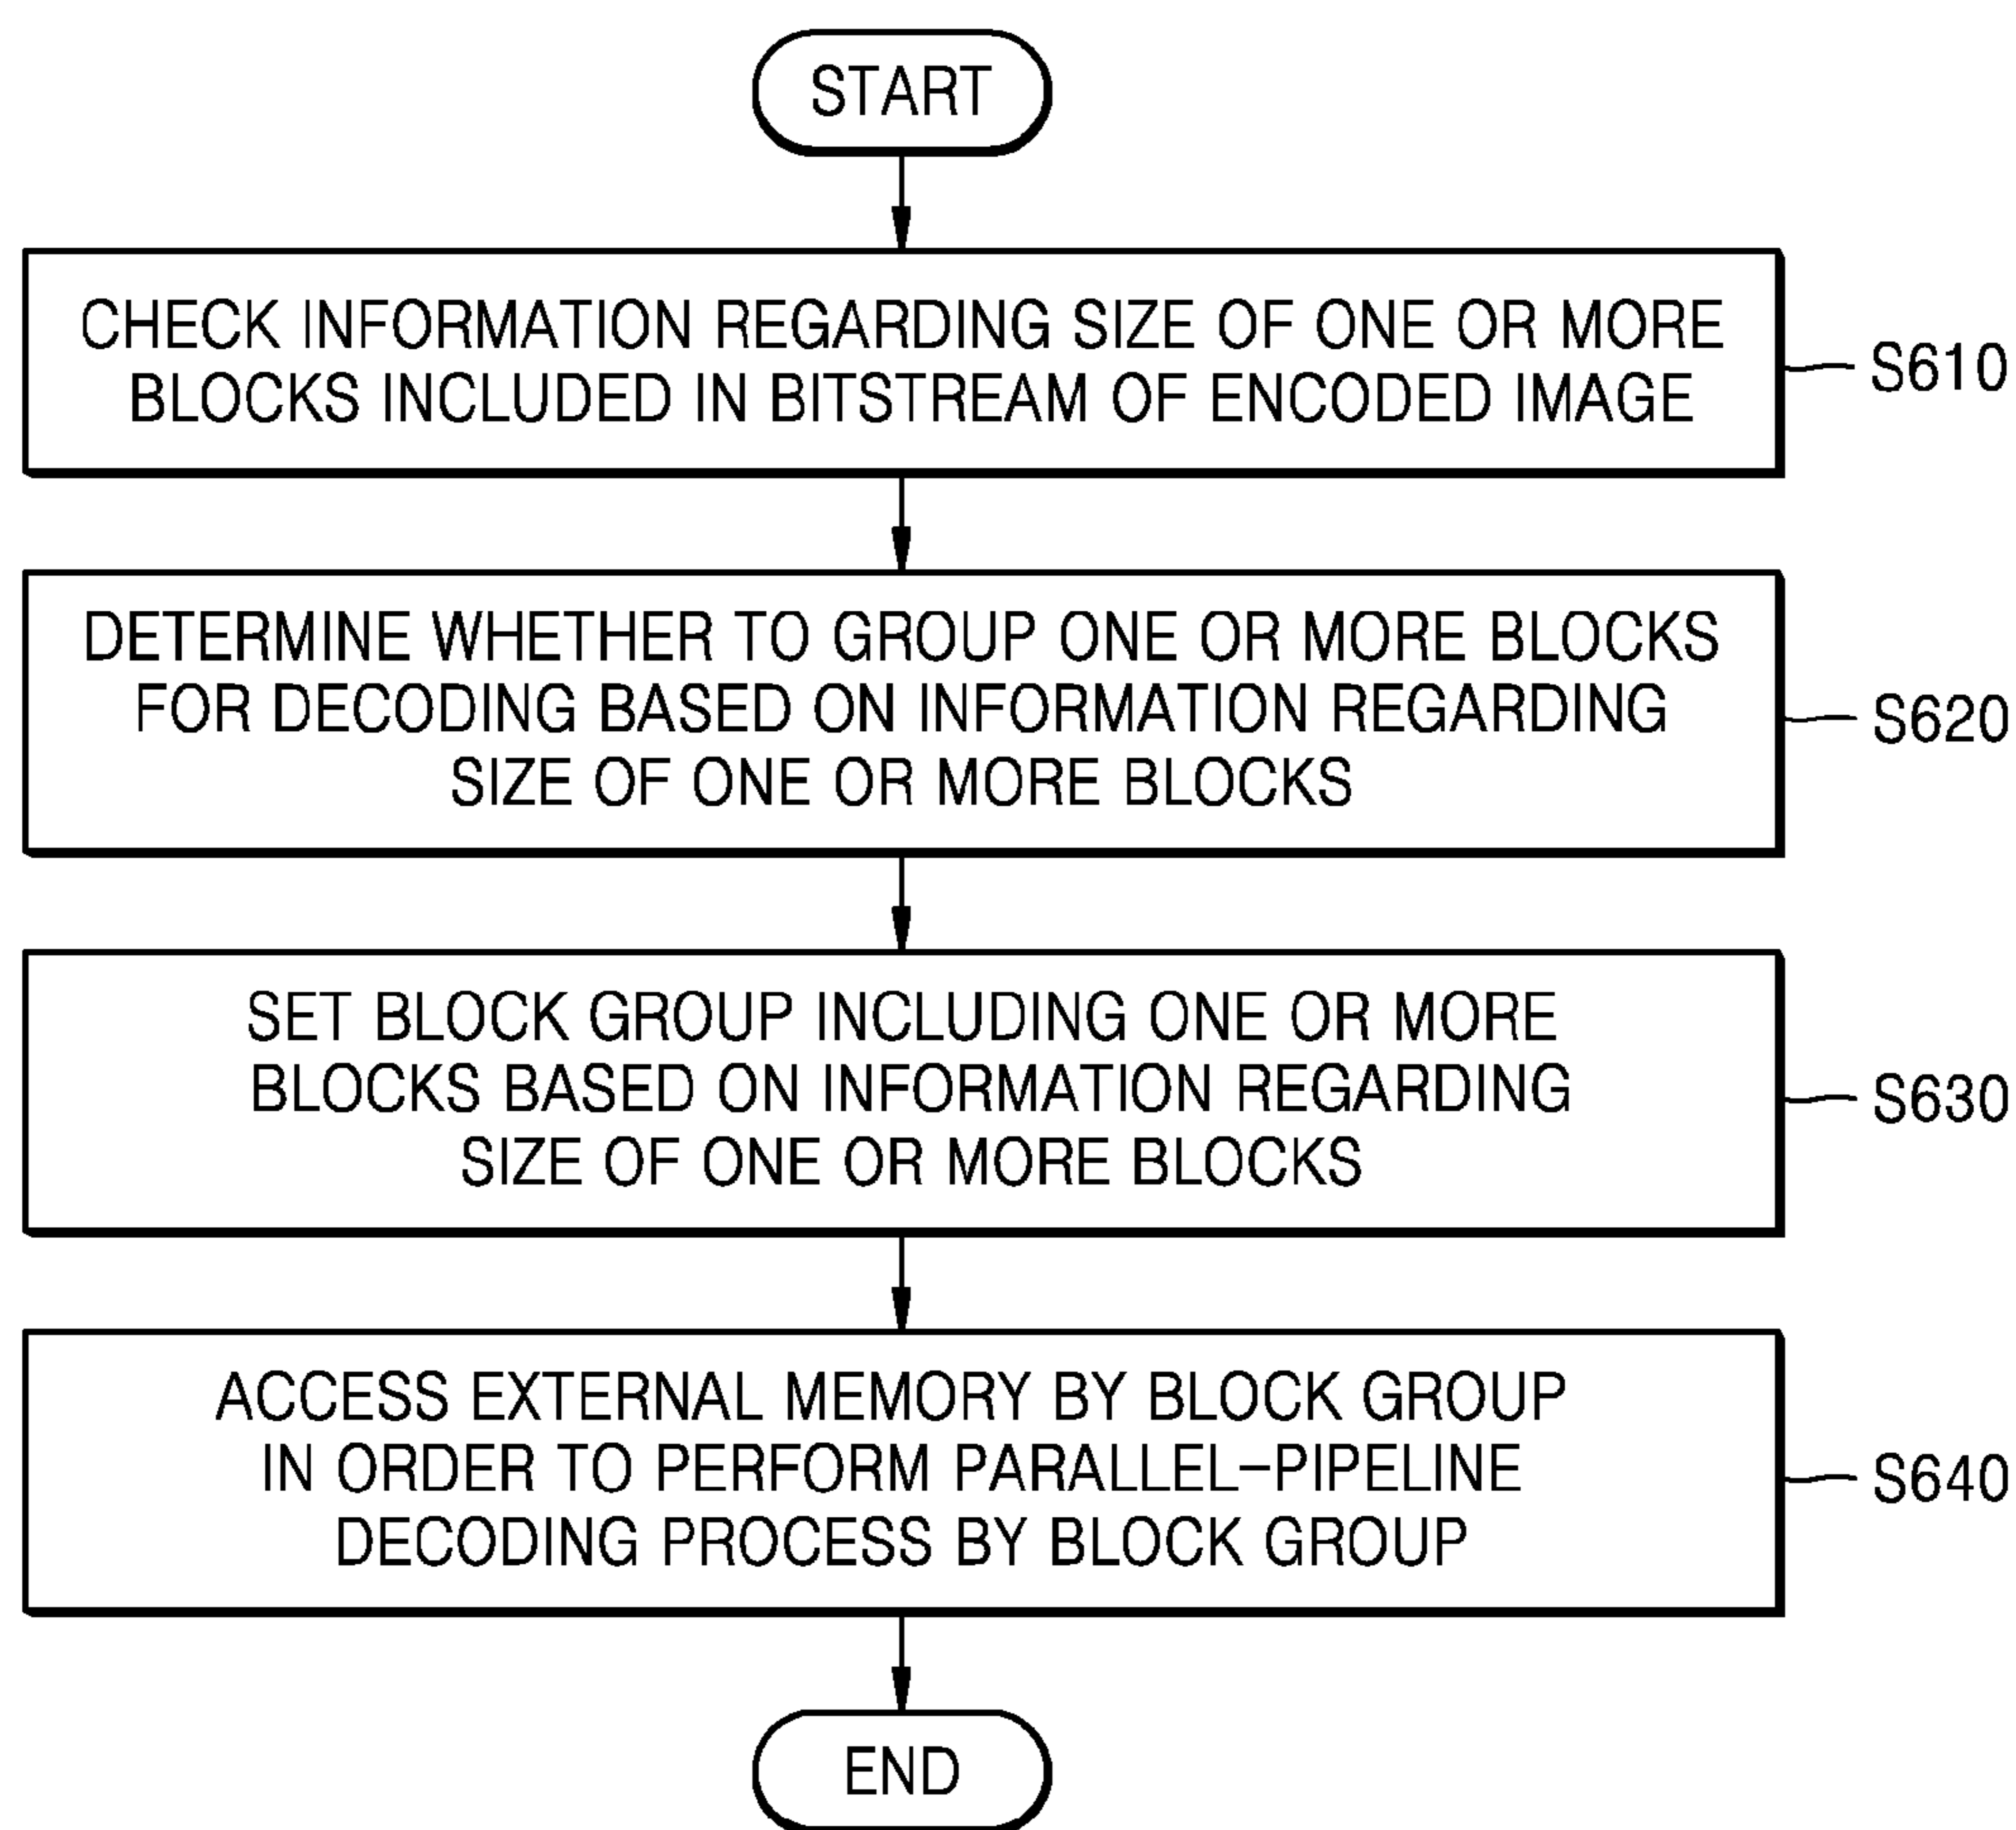 START
CHECK INFORMATION REGARDING SIZE OF ONE OR MORE
BLOCKS INCLUDED IN BITSTREAM OF ENCODED IMAGE
S610
DETERMINE WHETHER TO GROUP ONE OR MORE BLOCKS
FOR DECODING BASED ON INFORMATION REGARDING
SIZE OF ONE OR MORE BLOCKS
S620
SET BLOCK GROUP INCLUDING ONE OR MORE
BLOCKS BASED ON INFORMATION REGARDING
SIZE OF ONE OR MORE BLOCKS
S630
ACCESS EXTERNAL MEMORY BY BLOCK GROUP
IN ORDER TO PERFORM PARALLEL-PIPELINE
DECODING PROCESS BY BLOCK GROUP
S640
END